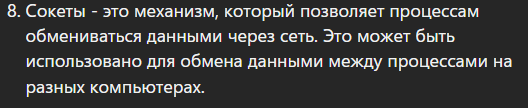 8. Сокеты - это механизм, который позволяет процессам
обмениваться данными через сеть. Это может быть
использовано для обмена данными между процессами на
разных компьютерах.